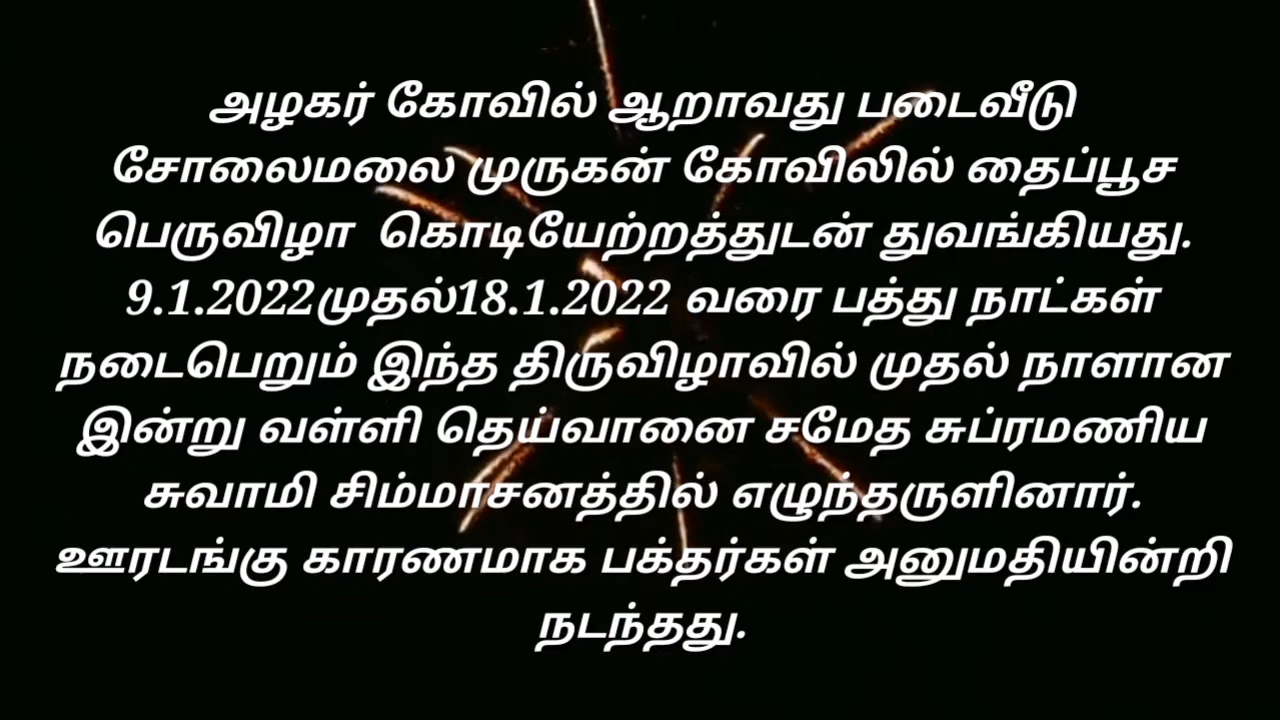 அழகர் கோவில் ஆறாவது படைவீடு
சோலைமலை முருகன் கோவிலில் தைப்பூச
பெருவிழா கொடியேற்றத்துடன் துவங்கியது.
9.1.2022முதல்18.1.2022 வரை பத்து நாட்கள்
நடைபெறும் இந்த திருவிழாவில் முதல் நாளான
இன்று வள்ளி தெய்வானை சமேத சுப்ரமணிய
சுவாமி சிம்மாசனத்தில் எழுந்தருளினார்.
ஊரடங்கு காரணமாக பக்தர்கள் அனுமதியின்றி
நடந்தது.